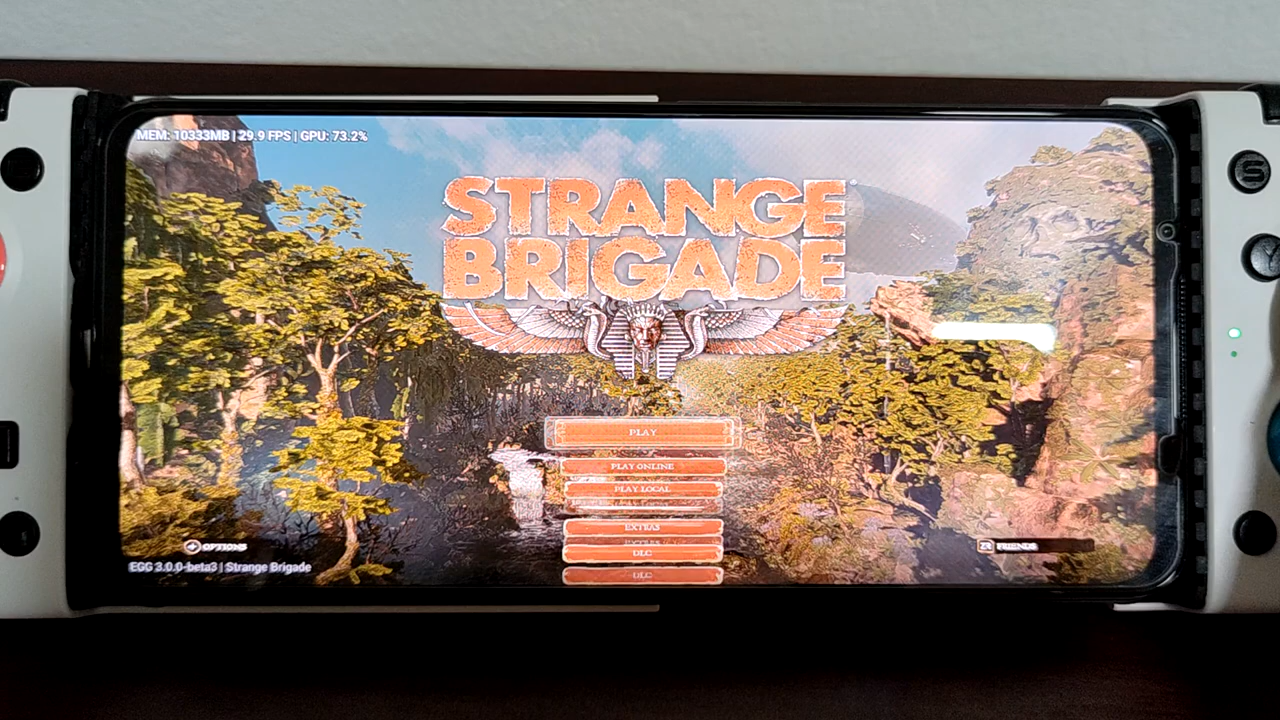 MEM: 10333MB | 29.9 FPS | GPU: 73.2%
STRANGE
BRIGADE
PLAY
PLAY ONLINE
PLAY LOCAL
EXTRAS
DLC
DLC
OPTIONS
ZR FRIENDS
EGG 3.0.0-beta3 | Strange Brigade
S
Y